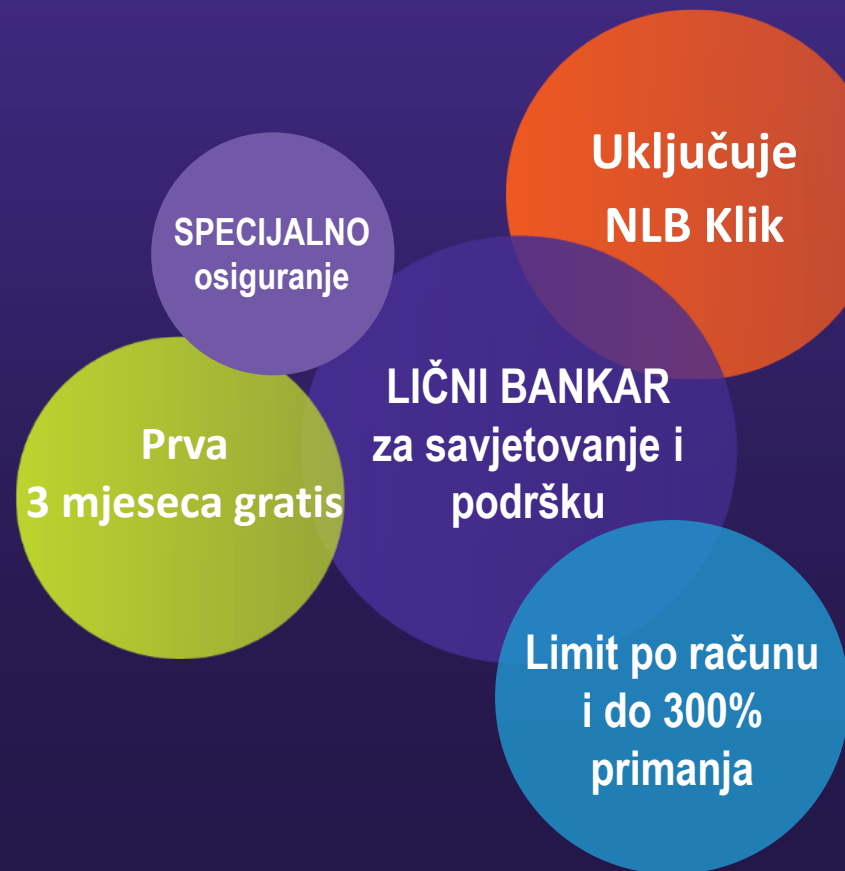 Uključuje
NLB Klik
SPECIJALNO
osiguranje
LIČNI BANKAR
za savjetovanje i
podršku
Prva
3 mjeseca gratis
Limit po računu
i do 300%
primanja